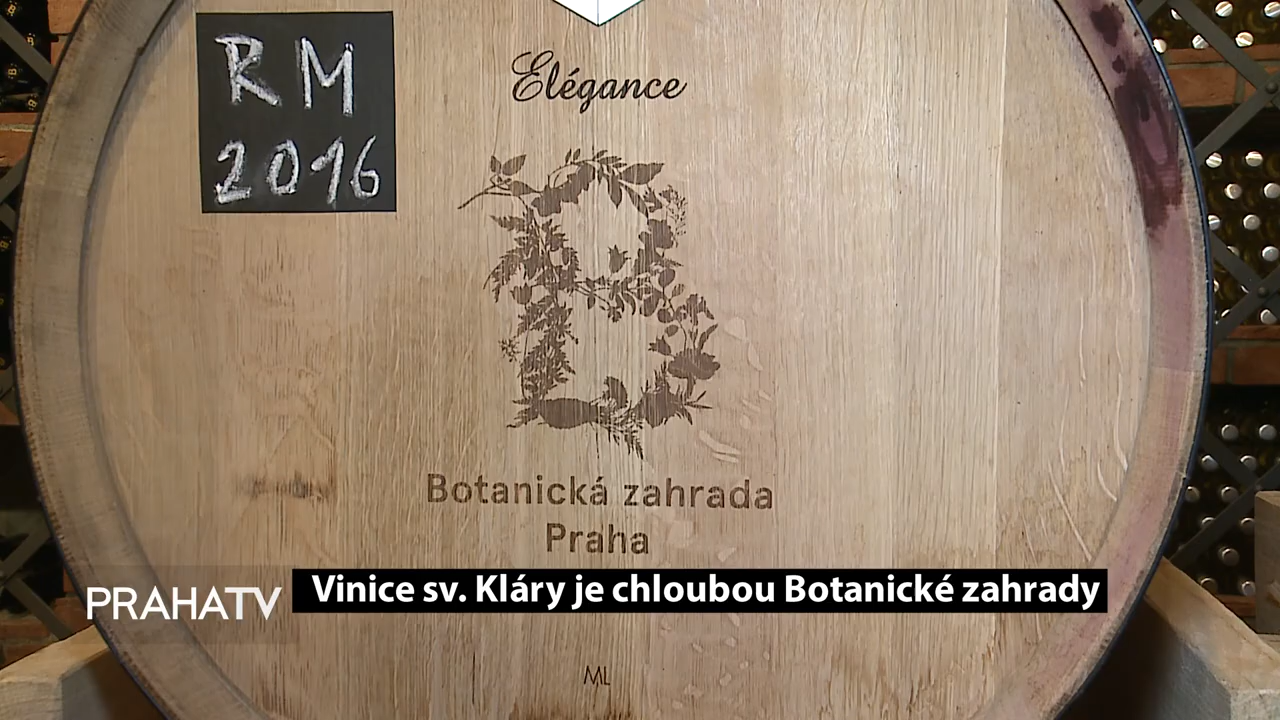 RM
2016
Elégance
Botanická zahrada
Praha
PRAHATV
Vinice sv. Kláry je chloubou Botanické zahrady
ML